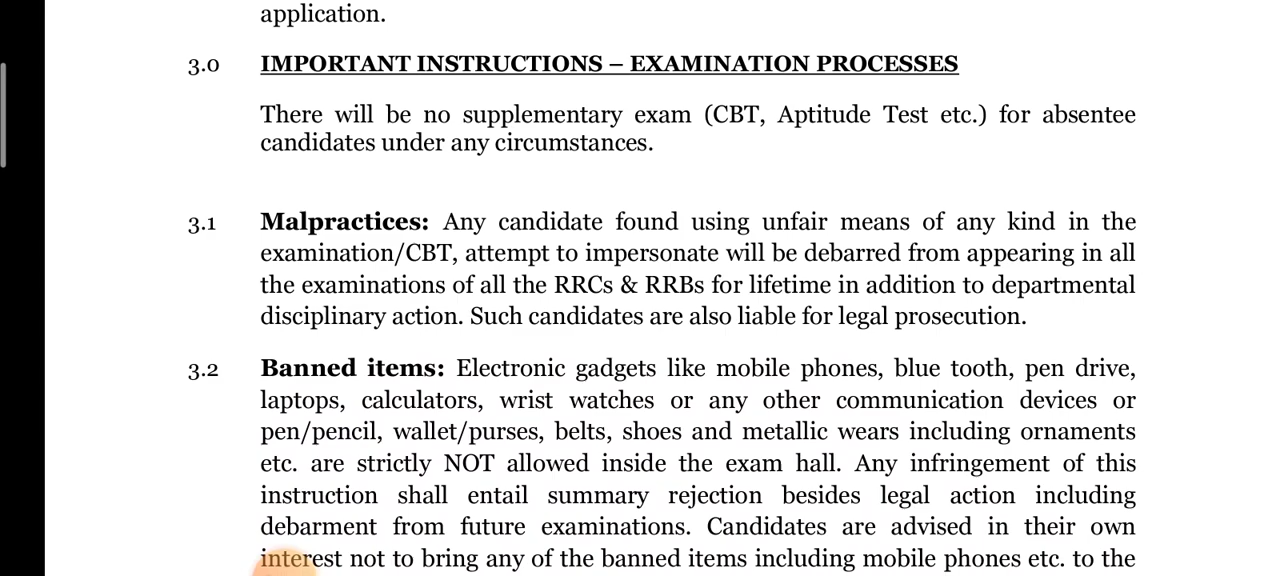 application.
3.0 IMPORTANT INSTRUCTIONS – EXAMINATION PROCESSES
There will be no supplementary exam (CBT, Aptitude Test etc.) for absentee
candidates under any circumstances.
3.1 Malpractices: Any candidate found using unfair means of any kind in the
examination/CBT, attempt to impersonate will be debarred from appearing in all
the examinations of all the RRCs & RRBs for lifetime in addition to departmental
disciplinary action. Such candidates are also liable for legal prosecution.
3.2 Banned items: Electronic gadgets like mobile phones, blue tooth, pen drive,
laptops, calculators, wrist watches or any other communication devices or
pen/pencil, wallet/purses, belts, shoes and metallic wears including ornaments
etc. are strictly NOT allowed inside the exam hall. Any infringement of this
instruction shall entail summary rejection besides legal action including
debarment from future examinations. Candidates are advised in their own
interest not to bring any of the banned items including mobile phones etc. to the